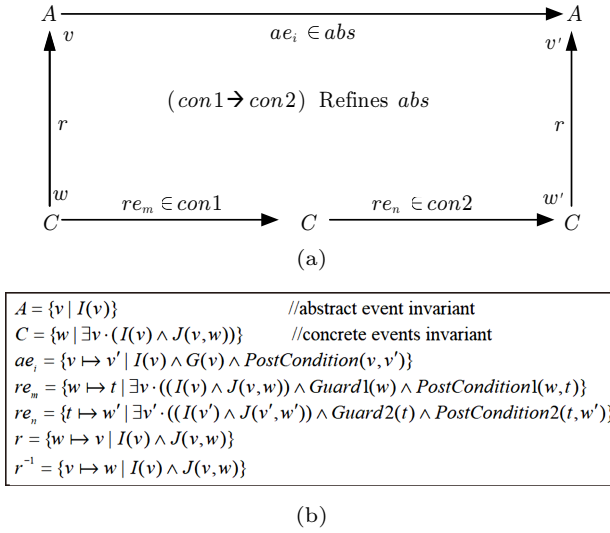 A A
v ae_i ∈ abs v'
(con1 → con2) Refines abs
r r
w re_m ∈ con1 re_n ∈ con2 w'
C C C
(a)
A = {v | I(v)} //abstract event invariant
C = {w | ∃v·(I(v) ∧ J(v,w))} //concrete events invariant
ae_i = {v ↦ v′ | I(v) ∧ G(v) ∧ PostCondition(v,v′)}
re_m = {w ↦ t | ∃v·((I(v) ∧ J(v,w)) ∧ Guard1(w) ∧ PostCondition1(w,t)}
re_n = {t ↦ w′ | ∃v′·((I(v′) ∧ J(v′,w′)) ∧ Guard2(t) ∧ PostCondition2(t,w′)}
r = {w ↦ v | I(v) ∧ J(v,w)}
r⁻¹ = {v ↦ w | I(v) ∧ J(v,w)}
(b)